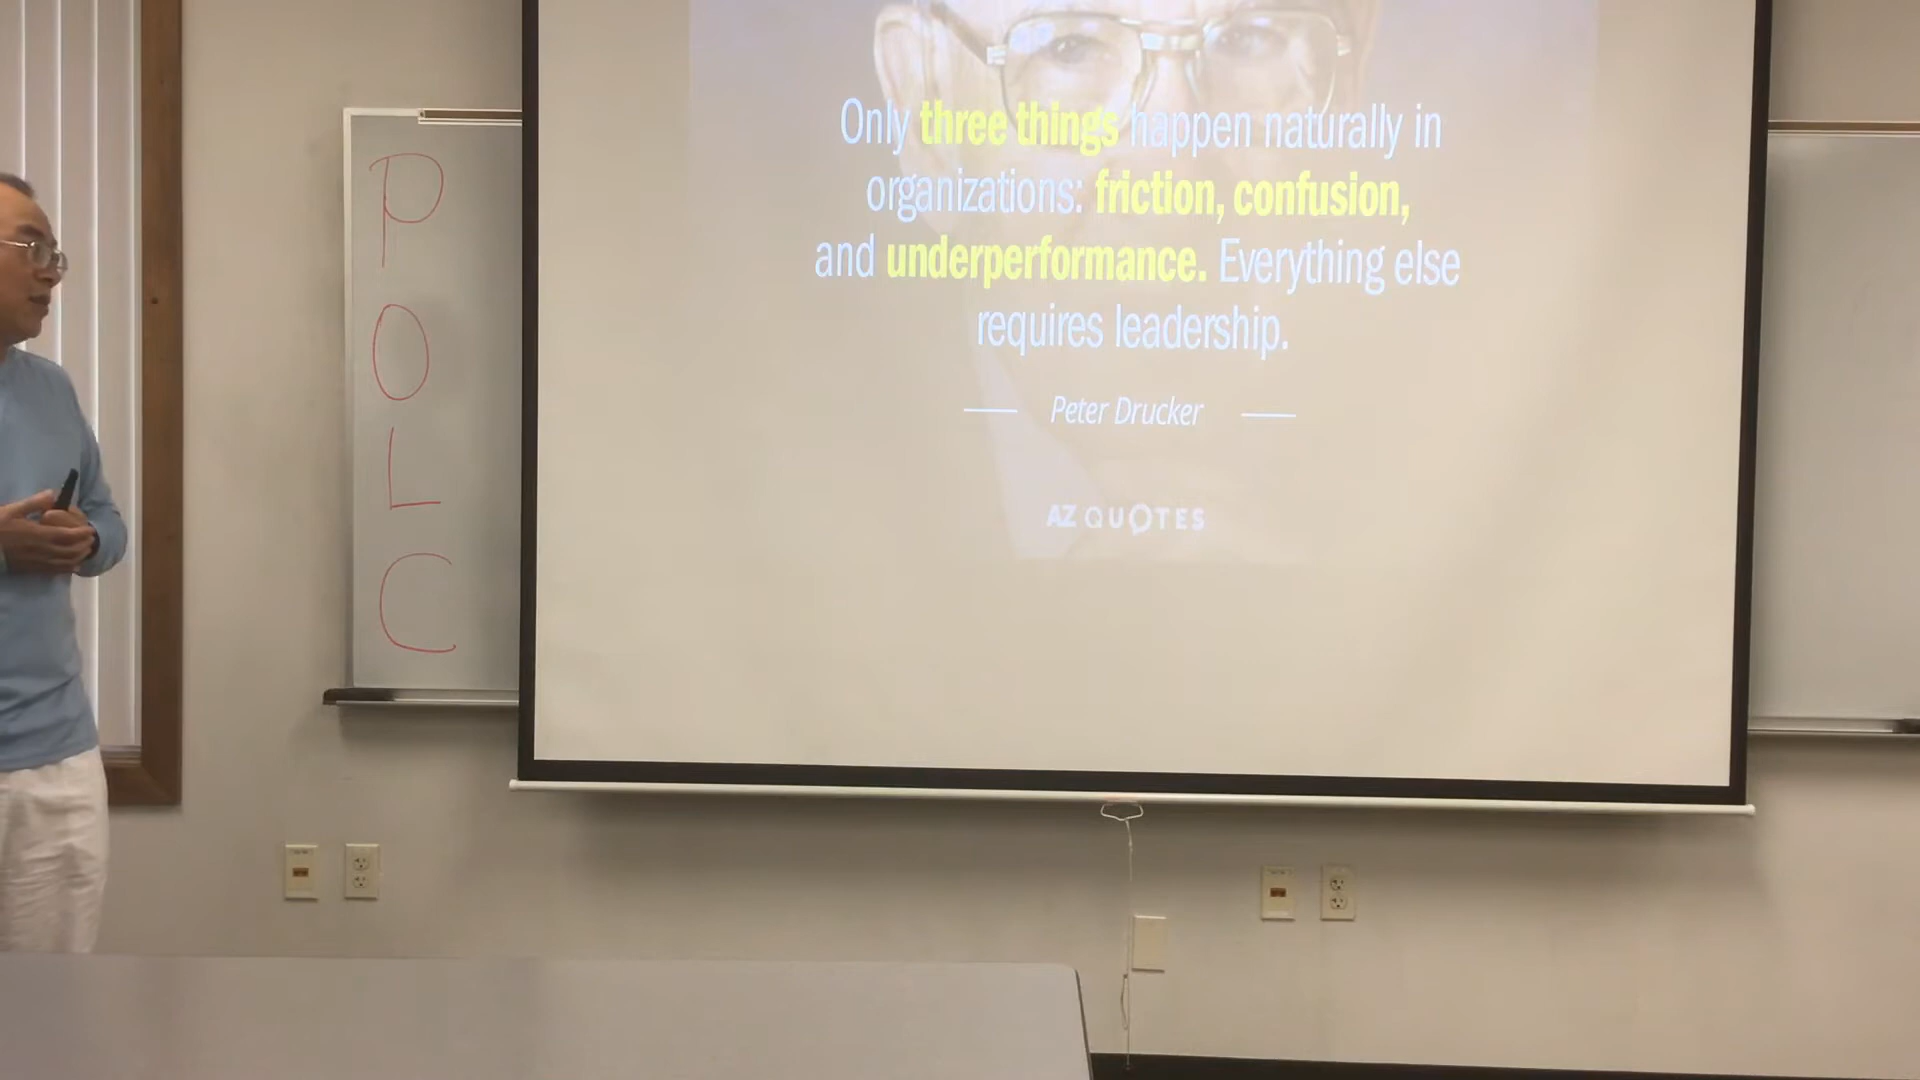 P
O
L
C
Only three things happen naturally in
organizations: friction, confusion,
and underperformance. Everything else
requires leadership.
Peter Drucker
AZ QUOTES